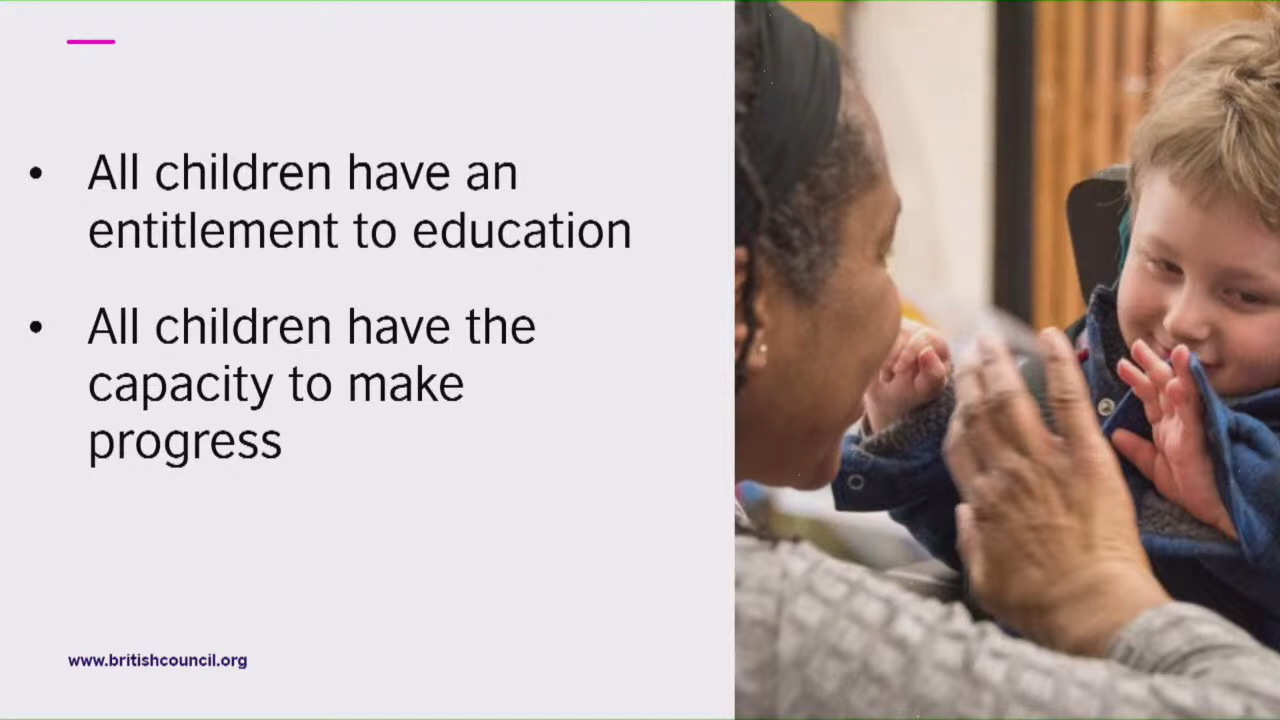 • All children have an
entitlement to education
• All children have the
capacity to make
progress
www.britishcouncil.org